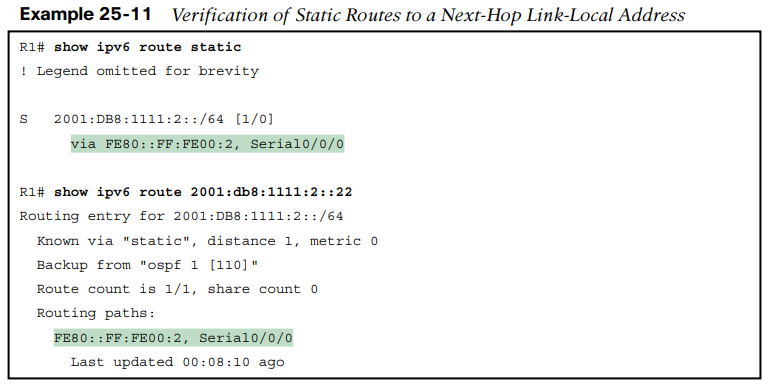 Example 25-11 Verification of Static Routes to a Next-Hop Link-Local Address
R1# show ipv6 route static
! Legend omitted for brevity
S 2001:DB8:1111:2::/64 [1/0]
via FE80::FF:FE00:2, Serial0/0/0
R1# show ipv6 route 2001:db8:1111:2::22
Routing entry for 2001:DB8:1111:2::/64
Known via "static", distance 1, metric 0
Backup from "ospf 1 [110]"
Route count is 1/1, share count 0
Routing paths:
FE80::FF:FE00:2, Serial0/0/0
Last updated 00:08:10 ago